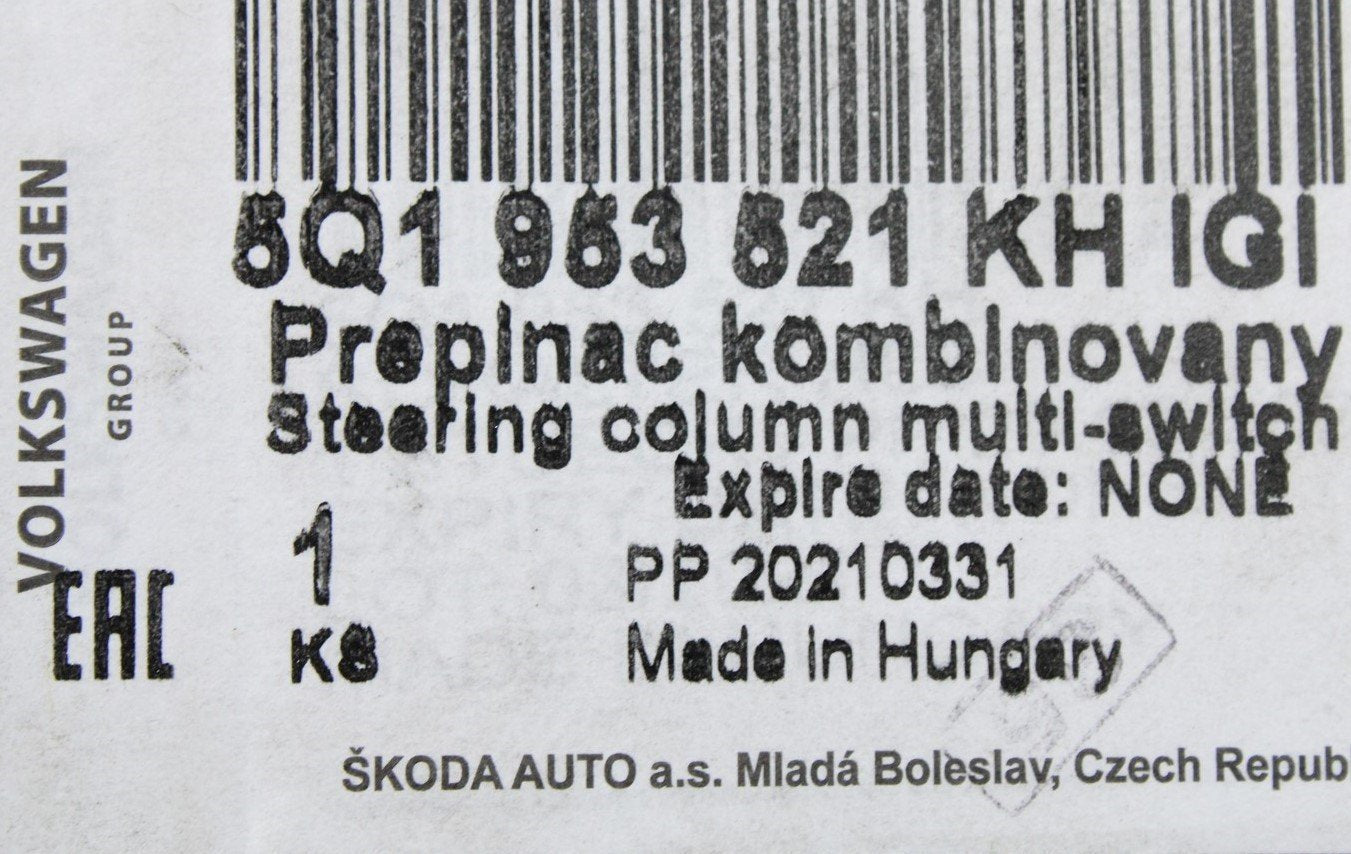 5Q1 953 521 KH IGI
Prepinac kombinovany
Steering column multi-switch
Expire date: NONE
1
PP 20210331
KS
Made in Hungary
ŠKODA AUTO a.s. Mladá Boleslav, Czech Repub
VOLKSWAGEN
GROUP
EAC